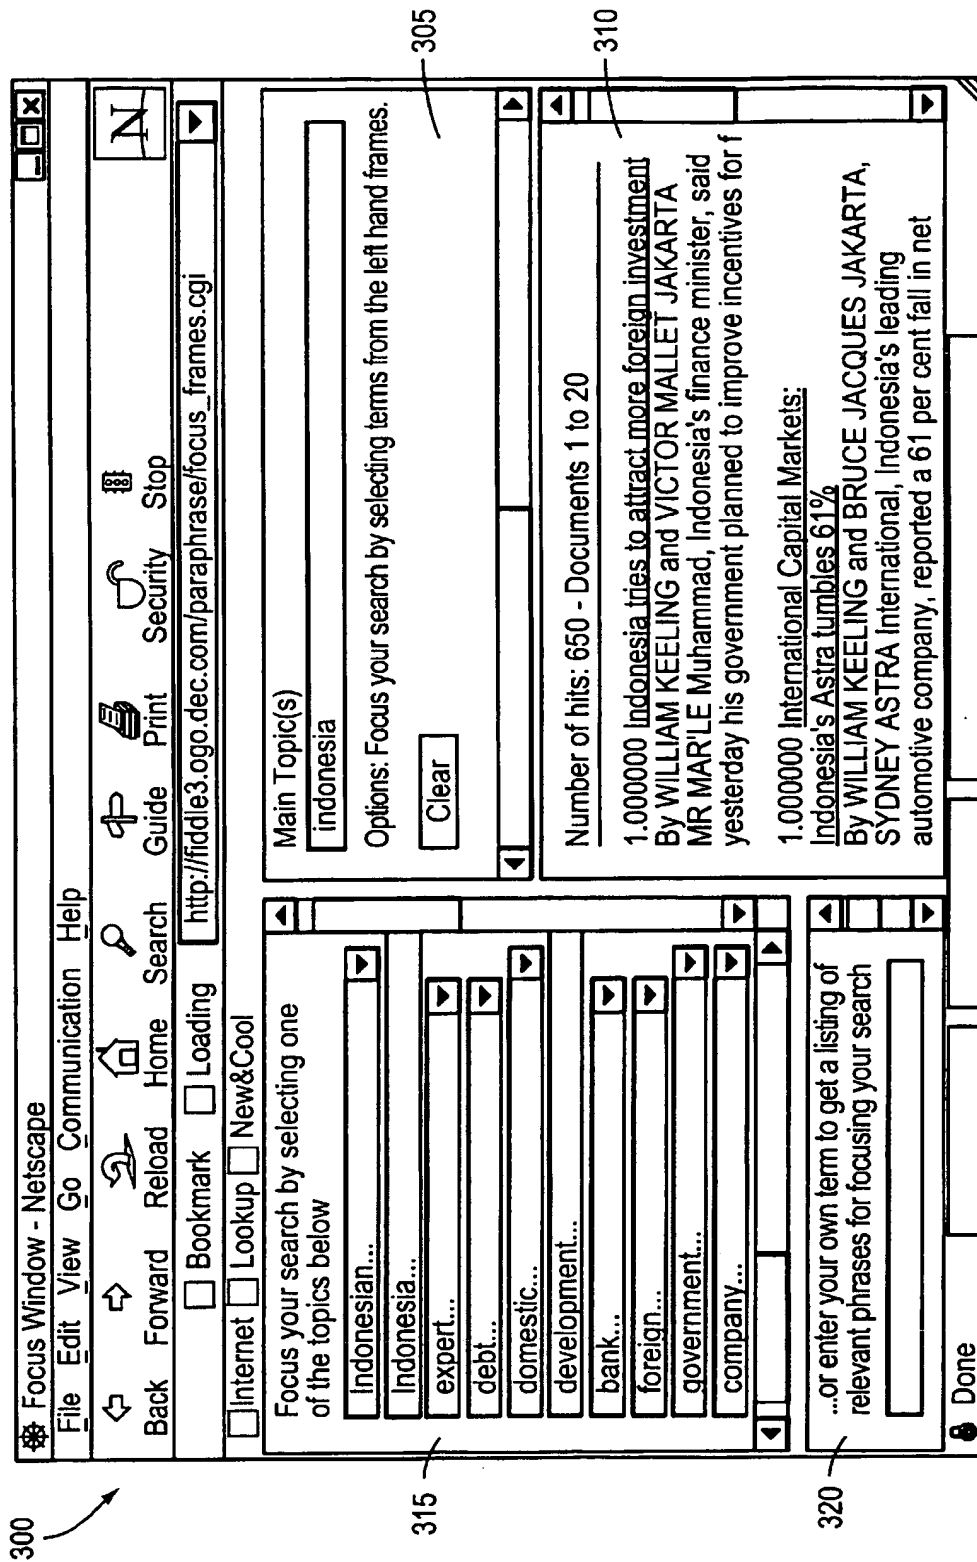 300
Focus Window - Netscape
File Edit View Go Communication Help
Back Forward Reload Home Search Guide Print Security Stop
N
Bookmark Loading http://fiddle3.ogo.dec.com/paraphrase/focus_frames.cgi
Internet Lookup New&Cool
Focus your search by selecting one
of the topics below
Indonesian...
Indonesia...
expert...
debt...
domestic...
development...
bank...
foreign...
government...
company...
315
...or enter your own term to get a listing of
relevant phrases for focusing your search
320
Main Topic(s)
indonesia
Options: Focus your search by selecting terms from the left hand frames.
Clear
305
Number of hits: 650 - Documents 1 to 20
310
1.000000 Indonesia tries to attract more foreign investment
By WILLIAM KEELING and VICTOR MALLET JAKARTA
MR MAR'LE Muhammad, Indonesia's finance minister, said
yesterday his government planned to improve incentives for f
1.000000 International Capital Markets:
Indonesia's Astra tumbles 61%
By WILLIAM KEELING and BRUCE JACQUES JAKARTA,
SYDNEY ASTRA International, Indonesia's leading
automotive company, reported a 61 per cent fall in net
Done